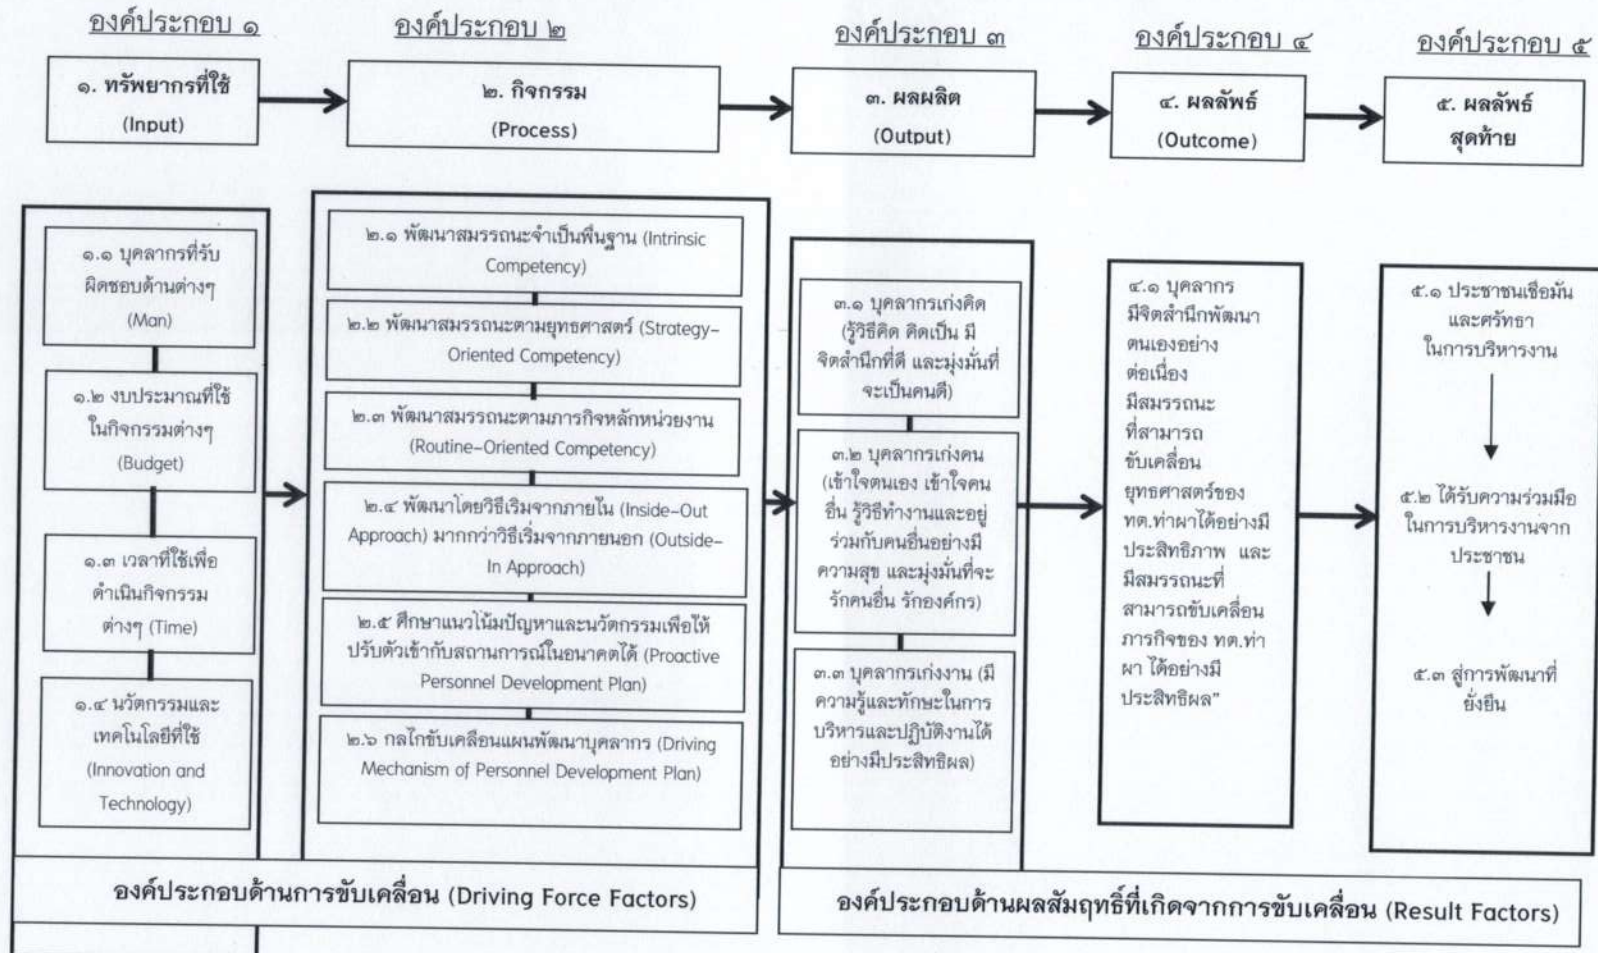 องค์ประกอบ ๑
องค์ประกอบ ๒
องค์ประกอบ ๓
องค์ประกอบ ๔
องค์ประกอบ ๕
๑. ทรัพยากรที่ใช้
(Input)
๒. กิจกรรม
(Process)
๓. ผลผลิต
(Output)
๔. ผลลัพธ์
(Outcome)
๕. ผลลัพธ์
สุดท้าย
๑.๑ บุคลากรที่รับ
ผิดชอบด้านต่างๆ
(Man)
๑.๒ งบประมาณที่ใช้
ในกิจกรรมต่างๆ
(Budget)
๑.๓ เวลาที่ใช้เพื่อ
ดำเนินกิจกรรม
ต่างๆ (Time)
๑.๔ นวัตกรรมและ
เทคโนโลยีที่ใช้
(Innovation and
Technology)
๒.๑ พัฒนาสมรรถนะจำเป็นพื้นฐาน (Intrinsic
Competency)
๒.๒ พัฒนาสมรรถนะตามยุทธศาสตร์ (Strategy-
Oriented Competency)
๒.๓ พัฒนาสมรรถนะตามภารกิจหลักหน่วยงาน
(Routine-Oriented Competency)
๒.๔ พัฒนาโดยวิธีเริ่มจากภายใน (Inside-Out
Approach) มากกว่าวิธีเริ่มจากภายนอก (Outside-
In Approach)
๒.๕ ศึกษาแนวโน้มปัญหาและนวัตกรรมเพื่อให้
ปรับตัวเข้ากับสถานการณ์ในอนาคตได้ (Proactive
Personnel Development Plan)
๒.๖ กลไกขับเคลื่อนแผนพัฒนาบุคลากร (Driving
Mechanism of Personnel Development Plan)
๓.๑ บุคลากรเก่งคิด
(รู้วิธีคิด คิดเป็น มี
จิตสำนึกที่ดี และมุ่งมั่นที่
จะเป็นคนดี)
๓.๒ บุคลากรเก่งคน
(เข้าใจตนเอง เข้าใจคน
อื่น รู้วิธีทำงานและอยู่
ร่วมกับคนอื่นอย่างมี
ความสุข และมุ่งมั่นที่จะ
รักคนอื่น รักองค์กร)
๓.๓ บุคลากรเก่งงาน (มี
ความรู้และทักษะในการ
บริหารและปฏิบัติงานได้
อย่างมีประสิทธิผล)
๔.๑ บุคลากร
มีจิตสำนึกพัฒนา
ตนเองอย่าง
ต่อเนื่อง
มีสมรรถนะ
ที่สามารถ
ขับเคลื่อน
ยุทธศาสตร์ของ
ทต.ท่าผาได้อย่างมี
ประสิทธิภาพ และ
มีสมรรถนะที่
สามารถขับเคลื่อน
ภารกิจของ ทต.ท่า
ผา ได้อย่างมี
ประสิทธิผล”
๕.๑ ประชาชนเชื่อมั่น
และศรัทธา
ในการบริหารงาน
๕.๒ ได้รับความร่วมมือ
ในการบริหารงานจาก
ประชาชน
๕.๓ สู่การพัฒนาที่
ยั่งยืน
องค์ประกอบด้านการขับเคลื่อน (Driving Force Factors)
องค์ประกอบด้านผลสัมฤทธิ์ที่เกิดจากการขับเคลื่อน (Result Factors)